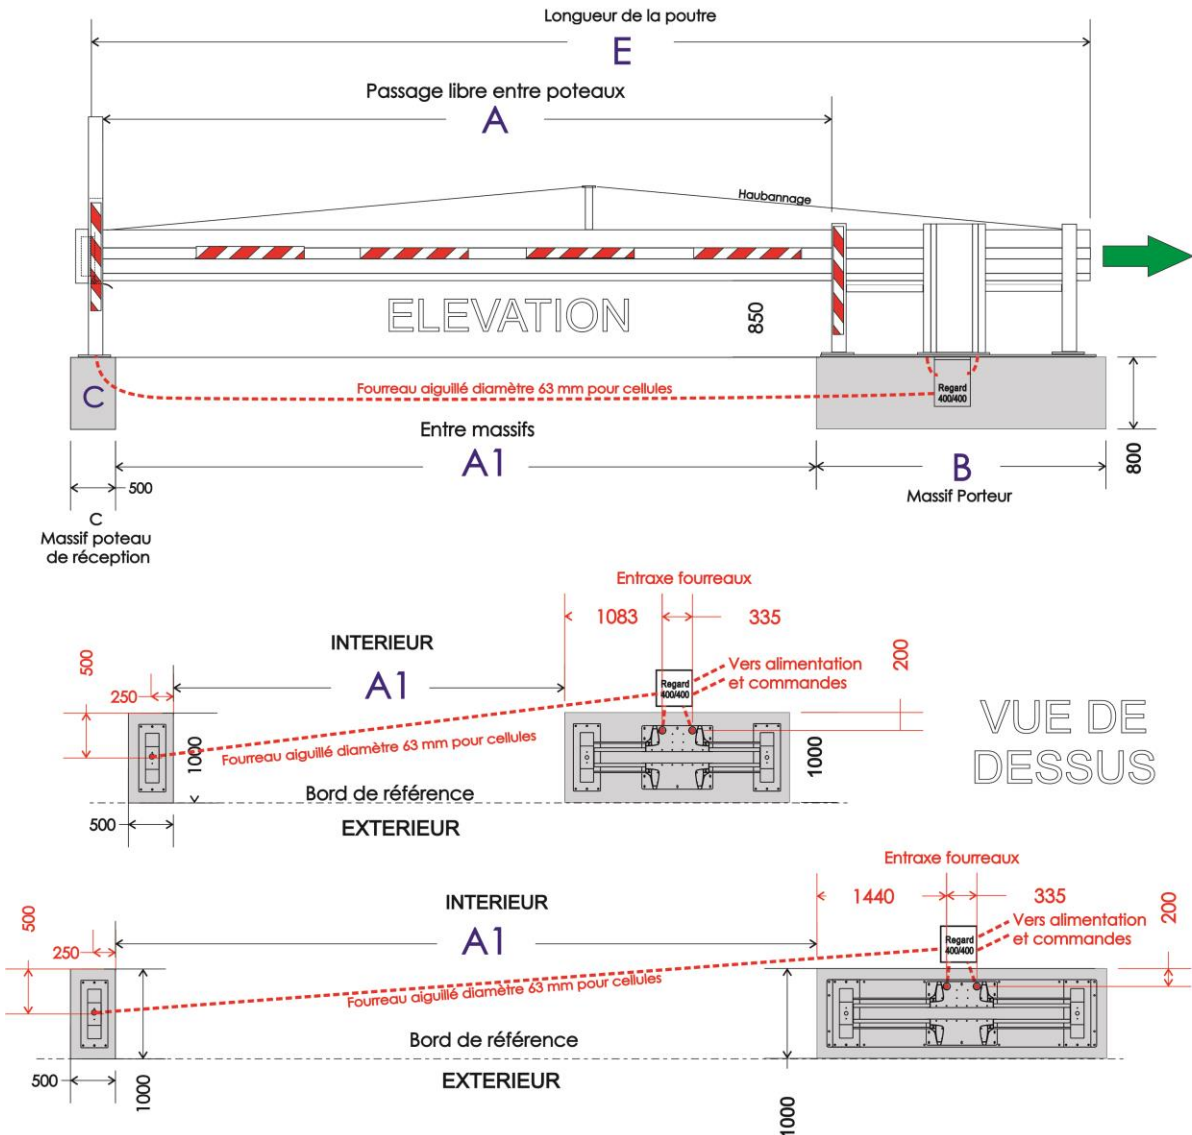 Longueur de la poutre
E
Passage libre entre poteaux
A
Haubannage
ELEVATION
850
C
Fourreau aiguillé diamètre 63 mm pour cellules
Regard
400/400
Entre massifs
A1
B
Massif Porteur
800
500
C
Massif poteau
de réception
Entraxe fourreaux
1083
335
200
INTÉRIEUR
500
250
A1
Regard
400/400
Vers alimentation
et commandes
VUE DE
DESSUS
Fourreau aiguillé diamètre 63 mm pour cellules
1000
1000
Bord de référence
500
EXTÉRIEUR
Entraxe fourreaux
1440
335
200
INTERIEUR
500
250
A1
Regard
400/400
Vers alimentation
et commandes
Fourreau aiguillé diamètre 63 mm pour cellules
Bord de référence
500
1000
EXTERIEUR
1000